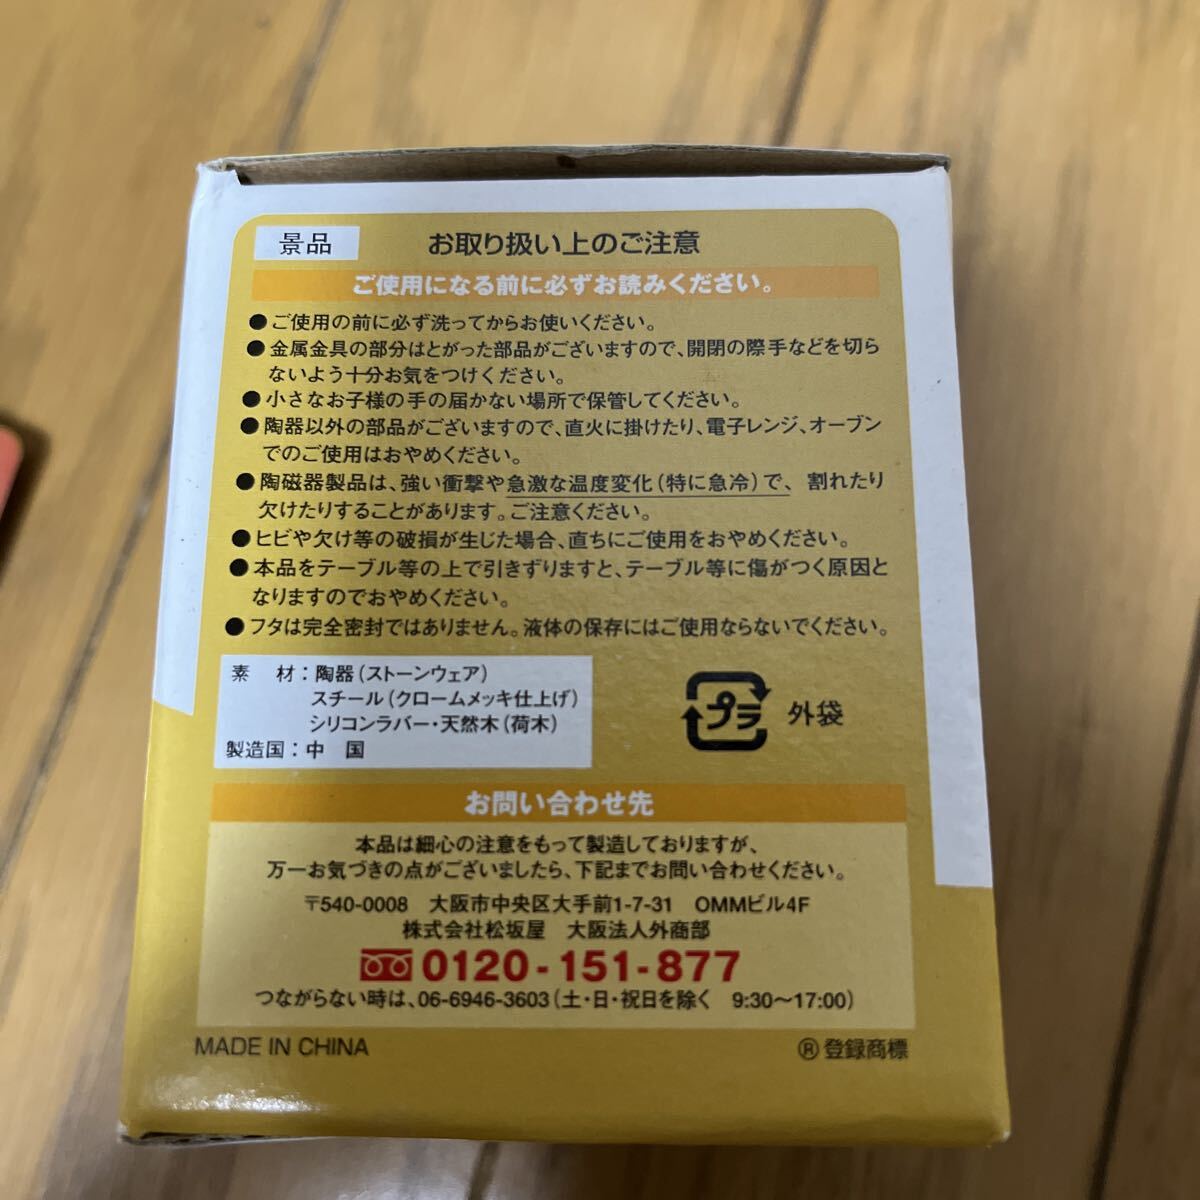 景品 お取り扱い上のご注意
ご使用になる前に必ずお読みください。
●ご使用の前に必ず洗ってからお使いください。
●金属金具の部分はとがった部品がございますので、開閉の際手などを切ら
ないよう十分お気をつけください。
●小さなお子様の手の届かない場所で保管してください。
●陶器以外の部品がございますので、直火に掛けたり、電子レンジ、オーブン
でのご使用はおやめください。
●陶磁器製品は、強い衝撃や急激な温度変化(特に急冷)で、割れたり
欠けたりすることがあります。ご注意ください。
●ヒビや欠け等の破損が生じた場合、直ちにご使用をおやめください。
●本品をテーブル等の上で引きずりますと、テーブル等に傷がつく原因と
なりますのでおやめください。
●フタは完全密封ではありません。液体の保存にはご使用ならないでください。
素 材：陶器(ストーンウェア)
スチール(クロームメッキ仕上げ)
シリコンラバー・天然木(荷木)
製造国：中 国
プラ 外袋
お問い合わせ先
本品は細心の注意をもって製造しておりますが、
万一お気づきの点がございましたら、下記までお問い合わせください。
〒540-0008 大阪市中央区大手前1-7-31 OMMビル4F
株式会社松坂屋 大阪法人外商部
0120-151-877
つながらない時は、06-6946-3603(土・日・祝日を除く 9:30〜17:00)
MADE IN CHINA ®登録商標